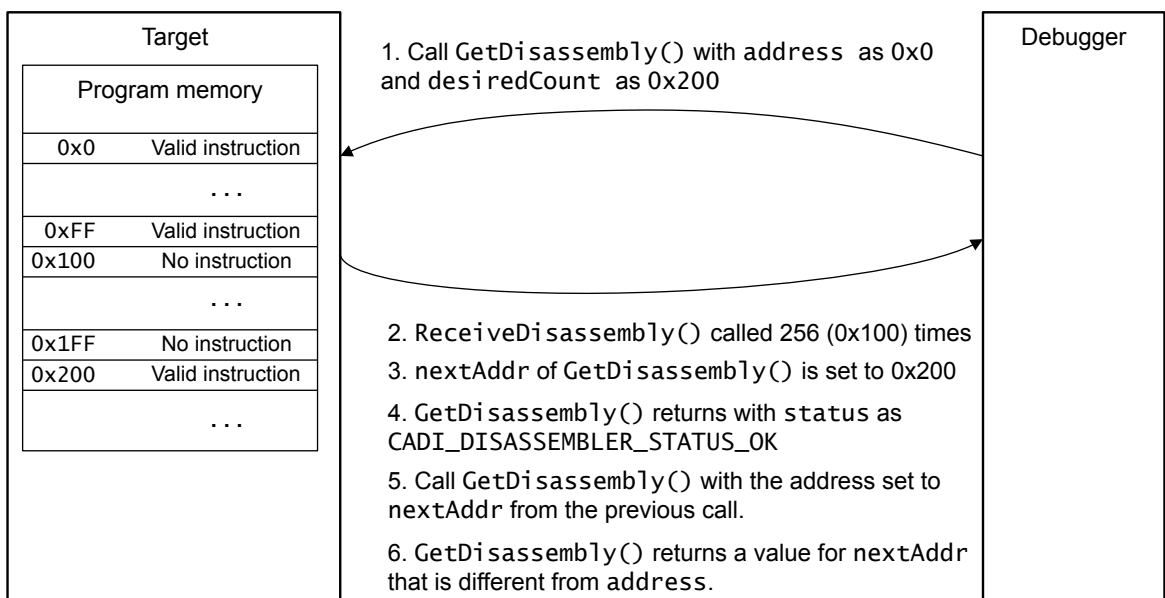 Target
Program memory
0x0 Valid instruction
...
0xFF Valid instruction
0x100 No instruction
...
0x1FF No instruction
0x200 Valid instruction
...
1. Call GetDisassembly() with address as 0x0
and desiredCount as 0x200
2. ReceiveDisassembly() called 256 (0x100) times
3. nextAddr of GetDisassembly() is set to 0x200
4. GetDisassembly() returns with status as
CADI_DISASSEMBLER_STATUS_OK
5. Call GetDisassembly() with the address set to
nextAddr from the previous call.
6. GetDisassembly() returns a value for nextAddr
that is different from address.
Debugger